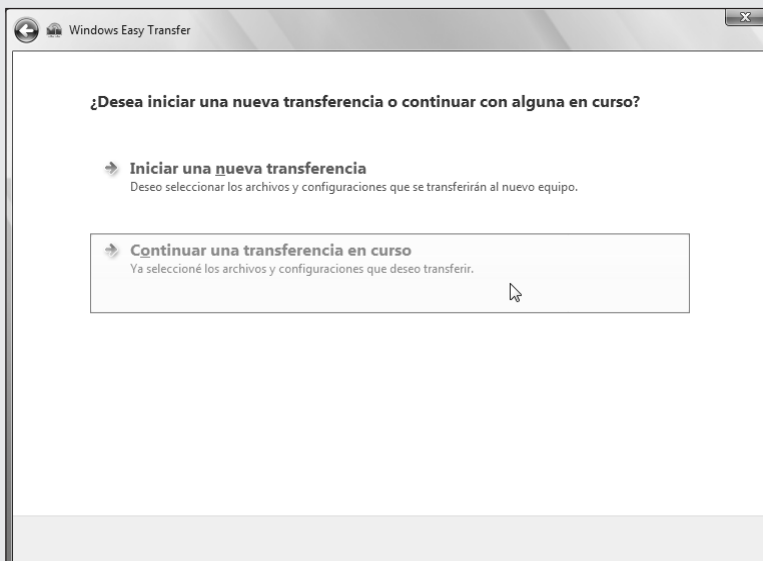 Windows Easy Transfer
¿Desea iniciar una nueva transferencia o continuar con alguna en curso?
Iniciar una nueva transferencia
Deseo seleccionar los archivos y configuraciones que se transferirán al nuevo equipo.
Continuar una transferencia en curso
Ya seleccioné los archivos y configuraciones que deseo transferir.